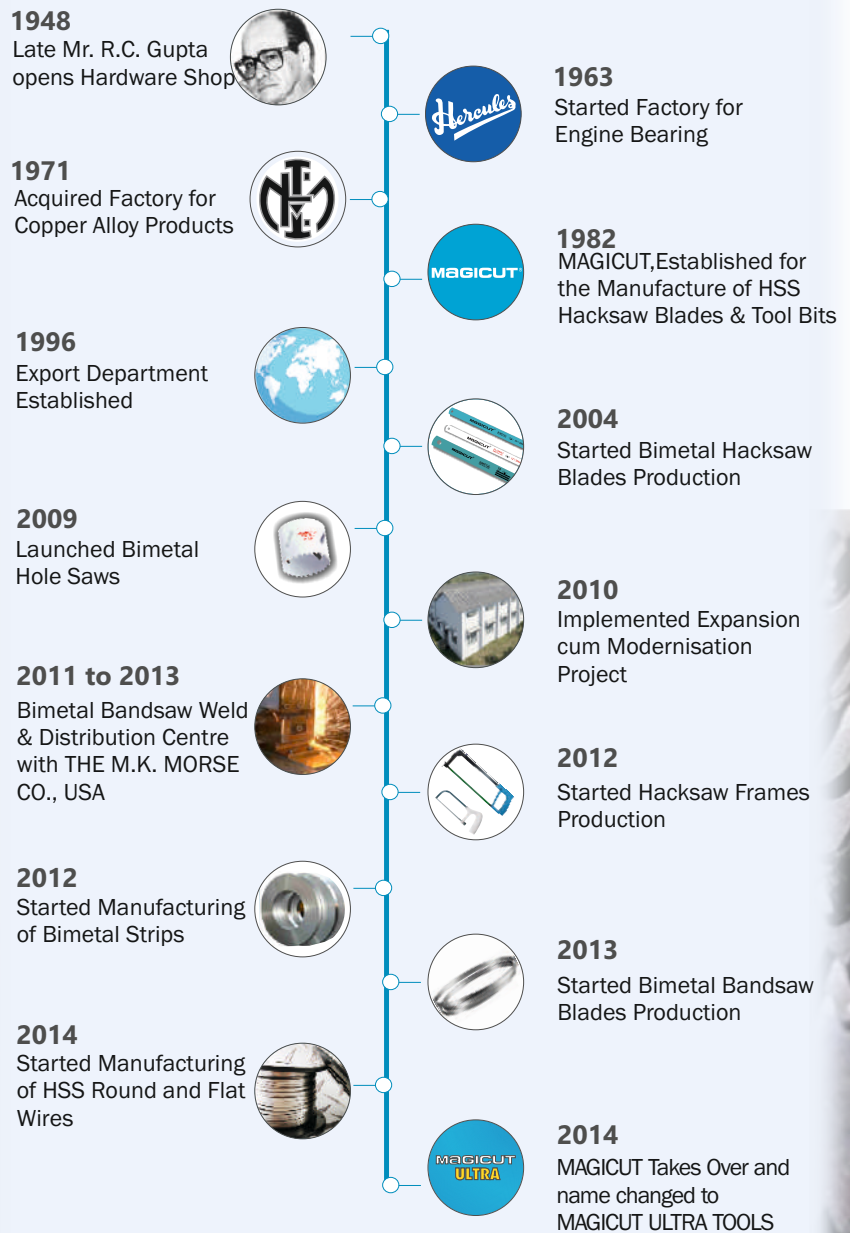 1948
Late Mr. R.C. Gupta
opens Hardware Shop
Hercules
1963
Started Factory for
Engine Bearing
1971
Acquired Factory for
Copper Alloy Products
MAGICUT
1982
MAGICUT,Established for
the Manufacture of HSS
Hacksaw Blades & Tool Bits
1996
Export Department
Established
MAGICUT
MAGICUT
MAGICUT
2004
Started Bimetal Hacksaw
Blades Production
2009
Launched Bimetal
Hole Saws
2010
Implemented Expansion
cum Modernisation
Project
2011 to 2013
Bimetal Bandsaw Weld
& Distribution Centre
with THE M.K. MORSE
CO., USA
2012
Started Hacksaw Frames
Production
2012
Started Manufacturing
of Bimetal Strips
2013
Started Bimetal Bandsaw
Blades Production
2014
Started Manufacturing
of HSS Round and Flat
Wires
MAGICUT
ULTRA
2014
MAGICUT Takes Over and
name changed to
MAGICUT ULTRA TOOLS